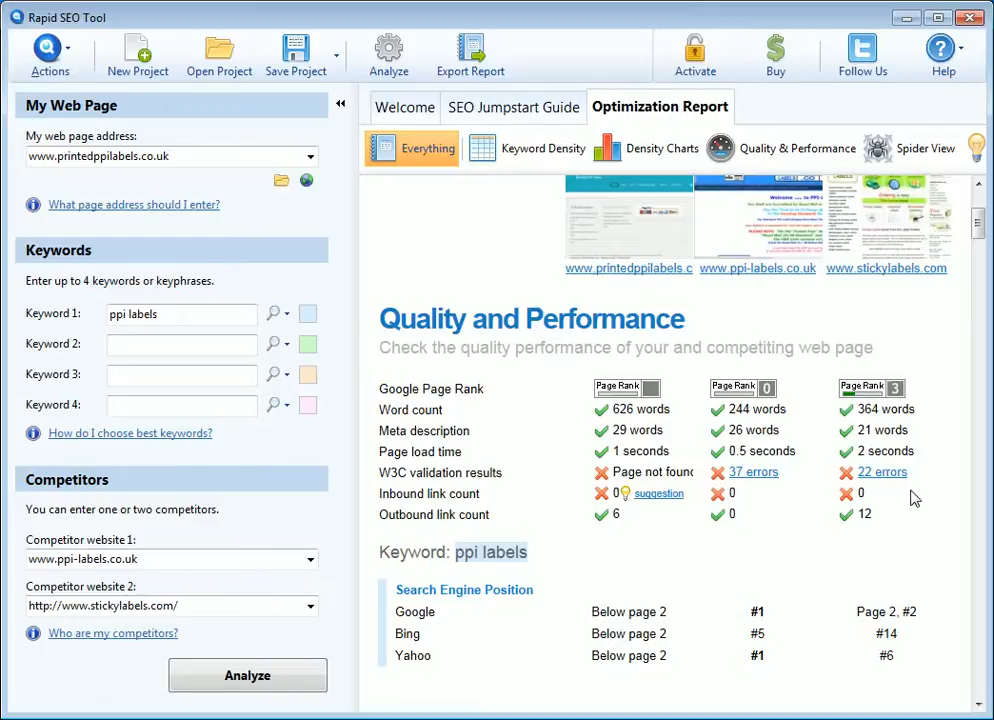 Rapid SEO Tool
Actions
New Project
Open Project
Save Project
Analyze
Export Report
Activate
Buy
Follow Us
Help
My Web Page
My web page address:
www.printedppilabels.co.uk
What page address should I enter?
Keywords
Enter up to 4 keywords or keyphrases.
Keyword 1: ppi labels
Keyword 2:
Keyword 3:
Keyword 4:
How do I choose best keywords?
Competitors
You can enter one or two competitors.
Competitor website 1:
www.ppi-labels.co.uk
Competitor website 2:
http://www.stickylabels.com/
Who are my competitors?
Analyze
Welcome SEO Jumpstart Guide Optimization Report
Everything Keyword Density Density Charts Quality & Performance Spider View
www.printedppilabels.c www.ppi-labels.co.uk www.stickylabels.com
Quality and Performance
Check the quality performance of your and competiting web page
Google Page Rank Page Rank Page Rank 0 Page Rank 3
Word count 626 words 244 words 364 words
Meta description 29 words 26 words 21 words
Page load time 1 seconds 0.5 seconds 2 seconds
W3C validation results Page not found 37 errors 22 errors
Inbound link count 0 suggestion 0 0
Outbound link count 6 0 12
Keyword: ppi labels
Search Engine Position
Google Below page 2 #1 Page 2, #2
Bing Below page 2 #5 #14
Yahoo Below page 2 #1 #6